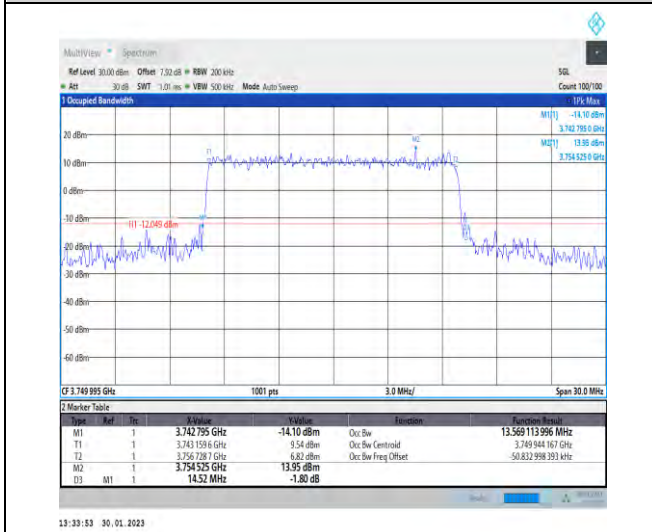 MultiView Spectrum
Ref Level 30.00 dBm Offset 7.92 dB RBW 200 kHz SGL
Att 30 dB SWT 1.01 ms VBW 500 kHz Mode Auto Sweep Count 100/100
1 Occupied Bandwidth 1Pk Max
M1[1] -14.10 dBm
3.742 795 0 GHz
M2[1] 13.95 dBm
3.754 525 0 GHz
20 dBm
10 dBm
0 dBm
-10 dBm
H1 -12.049 dBm
-20 dBm
-30 dBm
-40 dBm
-50 dBm
-60 dBm
T1
M2
T2
CF 3.749 995 GHz 1001 pts 3.0 MHz/ Span 30.0 MHz
2 Marker Table
Type Ref Trc X-Value Y-Value Function Function Result
M1 1 3.742 795 GHz -14.10 dBm Occ Bw 13.569 113 996 MHz
T1 1 3.743 159 6 GHz 9.54 dBm Occ Bw Centroid 3.749 944 167 GHz
T2 1 3.756 728 7 GHz 6.82 dBm Occ Bw Freq Offset -50.832 998 393 kHz
M2 1 3.754 525 GHz 13.95 dBm
D3 M1 1 14.52 MHz -1.80 dB
13:33:53 30.01.2023